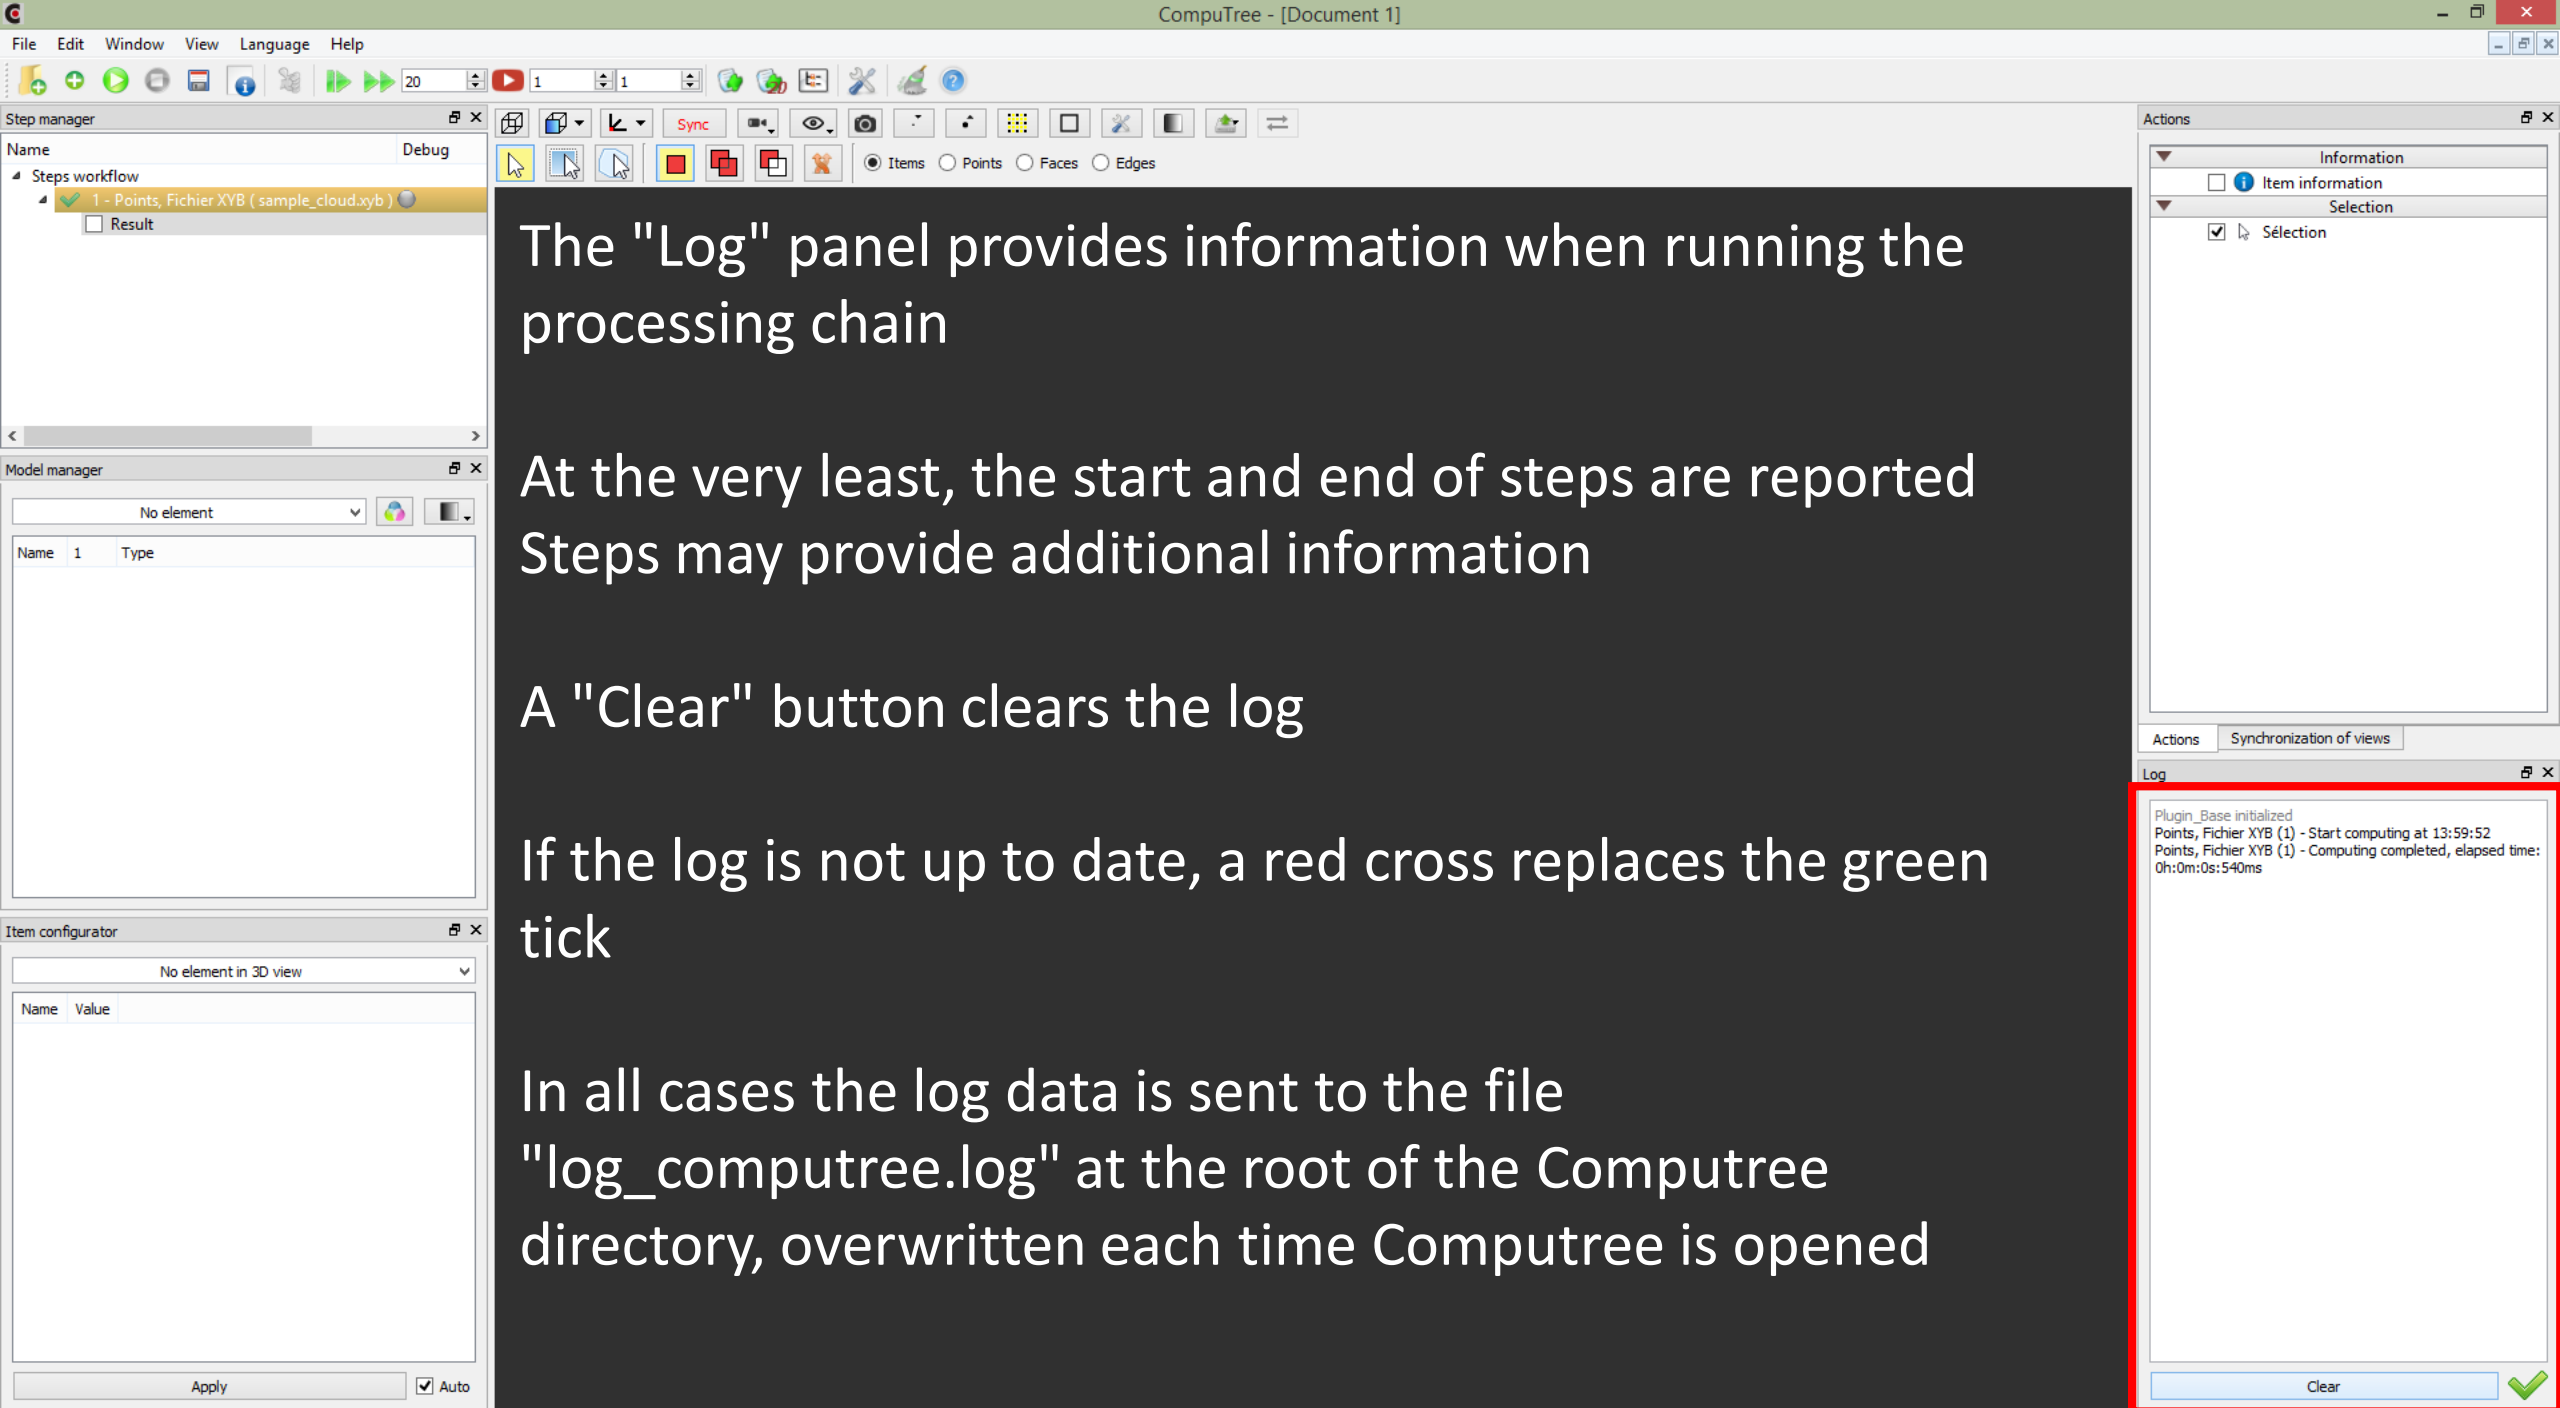 CompuTree - [Document 1]
File Edit Window View Language Help
20 1 1 2D
Step manager
Name Debug
Steps workflow
1 - Points, Fichier XYB ( sample_cloud.xyb )
Result
Model manager
No element
Name 1 Type
Item configurator
No element in 3D view
Name Value
Apply Auto
Sync
Items Points Faces Edges
The "Log" panel provides information when running the
processing chain
At the very least, the start and end of steps are reported
Steps may provide additional information
A "Clear" button clears the log
If the log is not up to date, a red cross replaces the green
tick
In all cases the log data is sent to the file
"log_computree.log" at the root of the Computree
directory, overwritten each time Computree is opened
Actions
Information
Item information
Selection
Sélection
Actions Synchronization of views
Log
Plugin_Base initialized
Points, Fichier XYB (1) - Start computing at 13:59:52
Points, Fichier XYB (1) - Computing completed, elapsed time:
0h:0m:0s:540ms
Clear